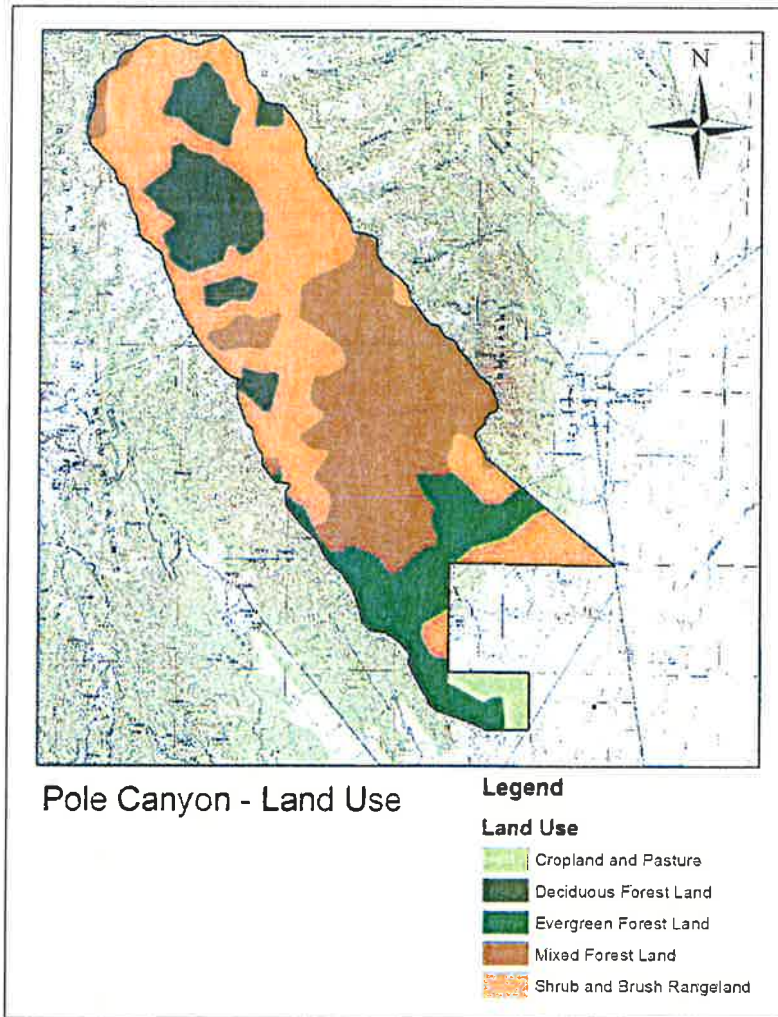 N
Pole Canyon - Land Use
Legend
Land Use
Cropland and Pasture
Deciduous Forest Land
Evergreen Forest Land
Mixed Forest Land
Shrub and Brush Rangeland